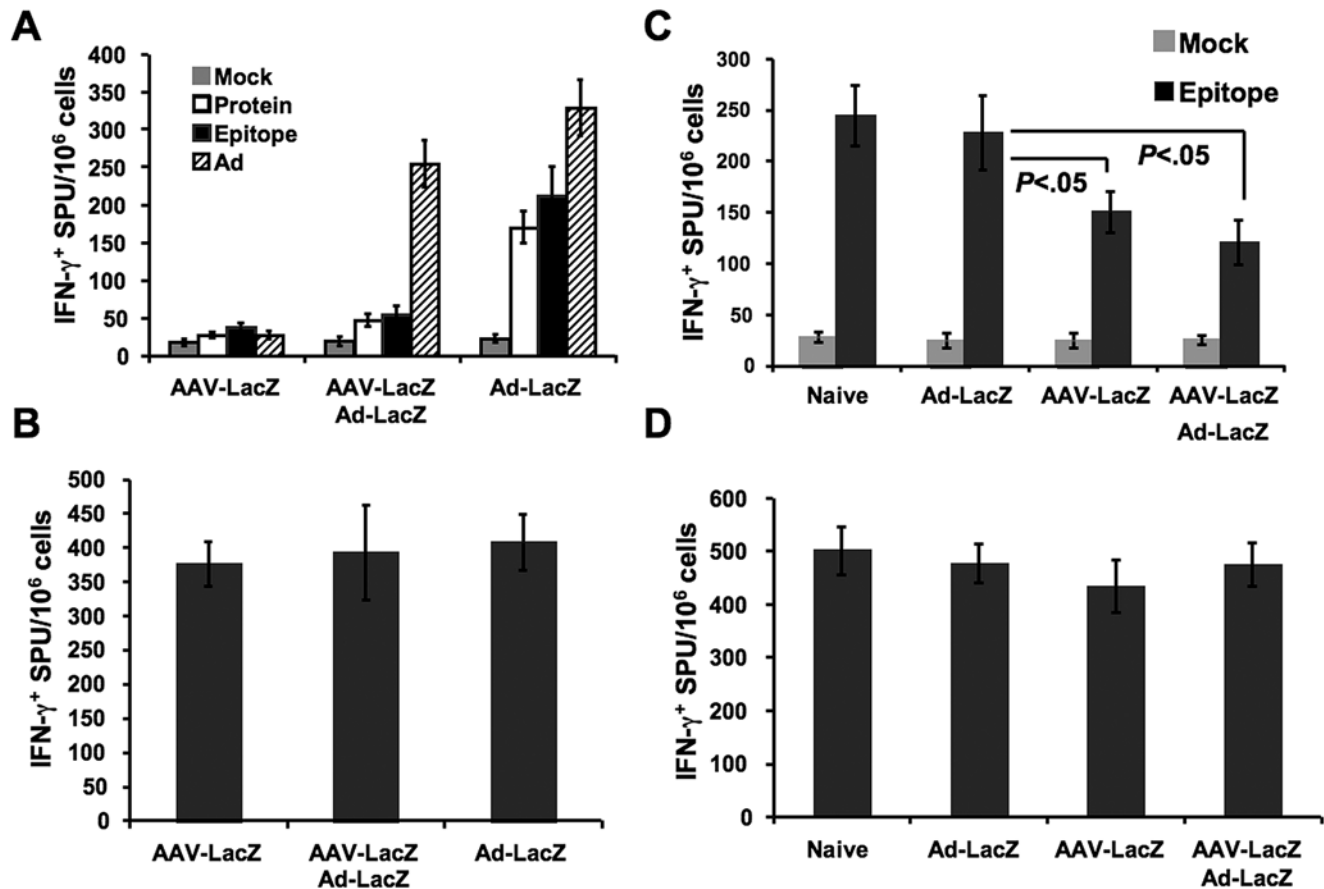 A
IFN-γ⁺ SPU/10⁶ cells
400
350
300
250
200
150
100
50
0
Mock
Protein
Epitope
Ad
AAV-LacZ
AAV-LacZ
Ad-LacZ
Ad-LacZ
C
IFN-γ⁺ SPU/10⁶ cells
300
250
200
150
100
50
0
Mock
Epitope
P<.05
P<.05
Naive
Ad-LacZ
AAV-LacZ
AAV-LacZ
Ad-LacZ
B
IFN-γ⁺ SPU/10⁶ cells
500
450
400
350
300
250
200
150
100
50
0
AAV-LacZ
AAV-LacZ
Ad-LacZ
Ad-LacZ
D
IFN-γ⁺ SPU/10⁶ cells
600
500
400
300
200
100
0
Naive
Ad-LacZ
AAV-LacZ
AAV-LacZ
Ad-LacZ